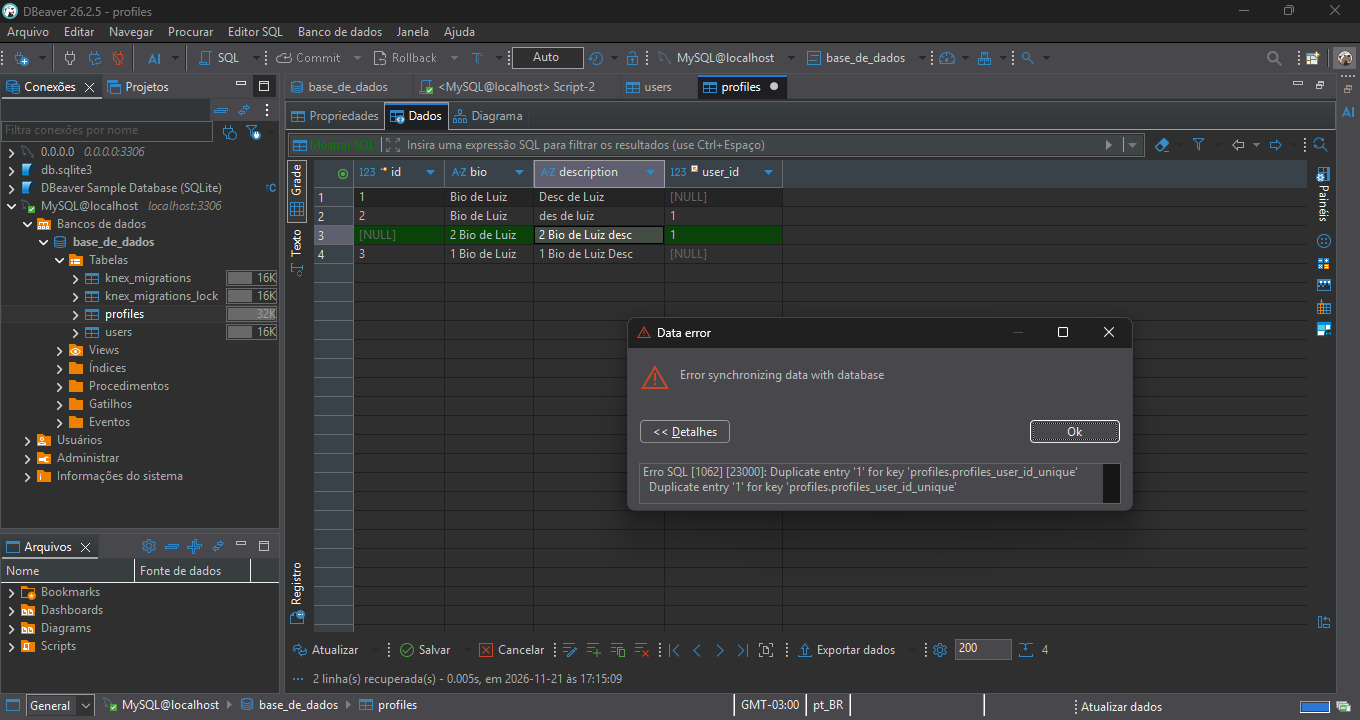 DBeaver 26.2.5 - profiles
Arquivo Editar Navegar Procurar Editor SQL Banco de dados Janela Ajuda
AI SQL Commit Rollback T Auto MySQL@localhost base_de_dados
Conexões Projetos
base_de_dados <MySQL@localhost> Script-2 users profiles
AI
Propriedades Dados Diagrama
Filtra conexões por nome
Mostrar SQL Insira uma expressão SQL para filtrar os resultados (use Ctrl+Espaço)
0.0.0.0 0.0.0.0:3306
db.sqlite3
DBeaver Sample Database (SQLite)
MySQL@localhost localhost:3306
Bancos de dados
base_de_dados
Tabelas
knex_migrations 16K
knex_migrations_lock 16K
profiles 32K
users 16K
Views
Índices
Procedimentos
Gatilhos
Eventos
Usuários
Administrar
Informações do sistema
Grade
Texto
Registro
Painéis
123 id A-Z bio A-Z description 123 user_id
1 1 Bio de Luiz Desc de Luiz [NULL]
2 2 Bio de Luiz des de luiz 1
3 [NULL] 2 Bio de Luiz 2 Bio de Luiz desc 1
4 3 1 Bio de Luiz 1 Bio de Luiz Desc [NULL]
Data error
Error synchronizing data with database
<< Detalhes Ok
Erro SQL [1062] [23000]: Duplicate entry '1' for key 'profiles.profiles_user_id_unique'
Duplicate entry '1' for key 'profiles.profiles_user_id_unique'
Arquivos
Nome Fonte de dados
Bookmarks
Dashboards
Diagrams
Scripts
Atualizar Salvar Cancelar Exportar dados 200 4
2 linha(s) recuperada(s) - 0.005s, em 2026-11-21 às 17:15:09
General MySQL@localhost base_de_dados profiles GMT-03:00 pt_BR Atualizar dados